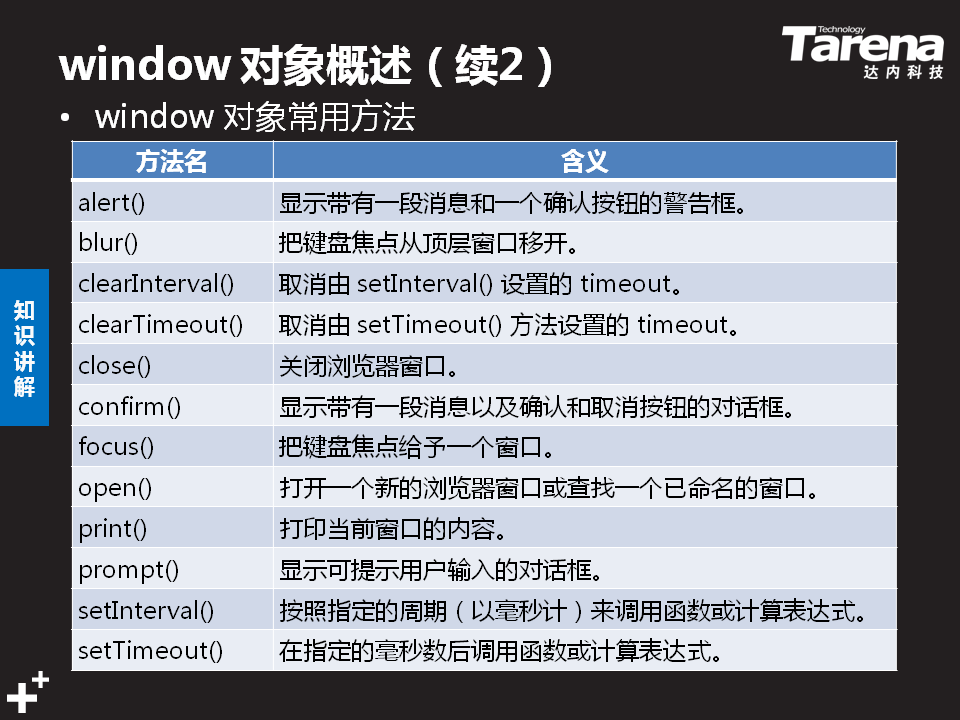 Technology
Tarena
达内科技
window 对象概述（续2）
• window 对象常用方法
方法名 含义
alert() 显示带有一段消息和一个确认按钮的警告框。
blur() 把键盘焦点从顶层窗口移开。
clearInterval() 取消由 setInterval() 设置的 timeout。
clearTimeout() 取消由 setTimeout() 方法设置的 timeout。
close() 关闭浏览器窗口。
confirm() 显示带有一段消息以及确认和取消按钮的对话框。
focus() 把键盘焦点给予一个窗口。
open() 打开一个新的浏览器窗口或查找一个已命名的窗口。
print() 打印当前窗口的内容。
prompt() 显示可提示用户输入的对话框。
setInterval() 按照指定的周期（以毫秒计）来调用函数或计算表达式。
setTimeout() 在指定的毫秒数后调用函数或计算表达式。
知
识
讲
解